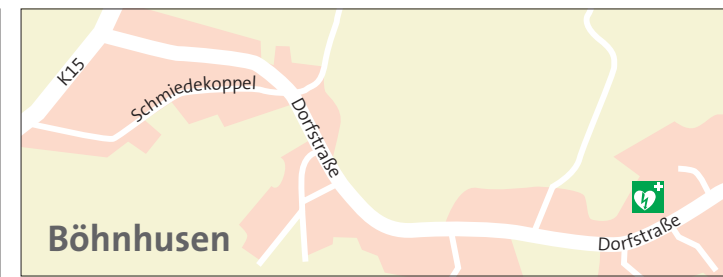 K15
Schmiedekoppel
Dorfstraße
Dorfstraße
Böhnhusen